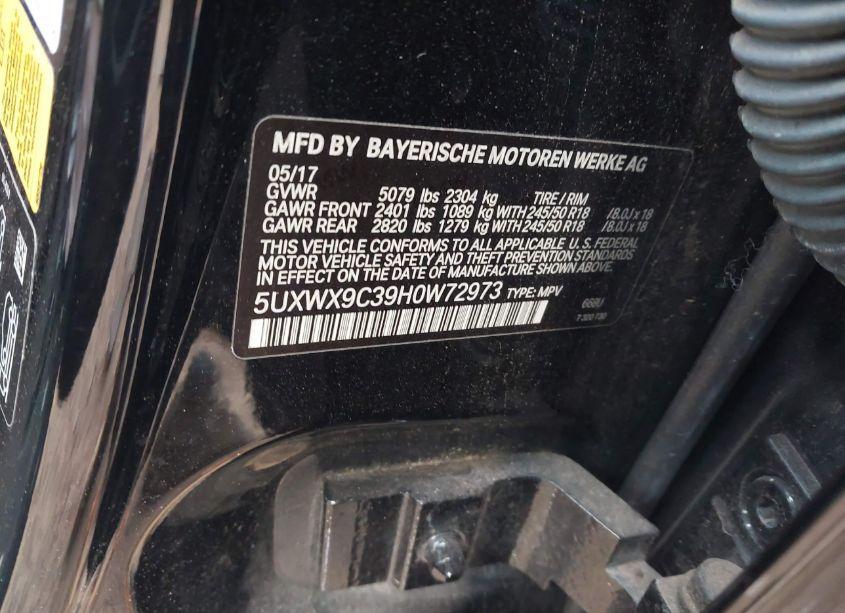 MFD BY BAYERISCHE MOTOREN WERKE AG
05/17
GVWR 5079 lbs 2304 kg TIRE / RIM
GAWR FRONT 2401 lbs 1089 kg WITH 245/50 R18 /8.0J x 18
GAWR REAR 2820 lbs 1279 kg WITH 245/50 R18 /8.0J x 18
THIS VEHICLE CONFORMS TO ALL APPLICABLE U.S. FEDERAL
MOTOR VEHICLE SAFETY AND THEFT PREVENTION STANDARDS
IN EFFECT ON THE DATE OF MANUFACTURE SHOWN ABOVE.
5UXWX9C39H0W72973 TYPE: MPV